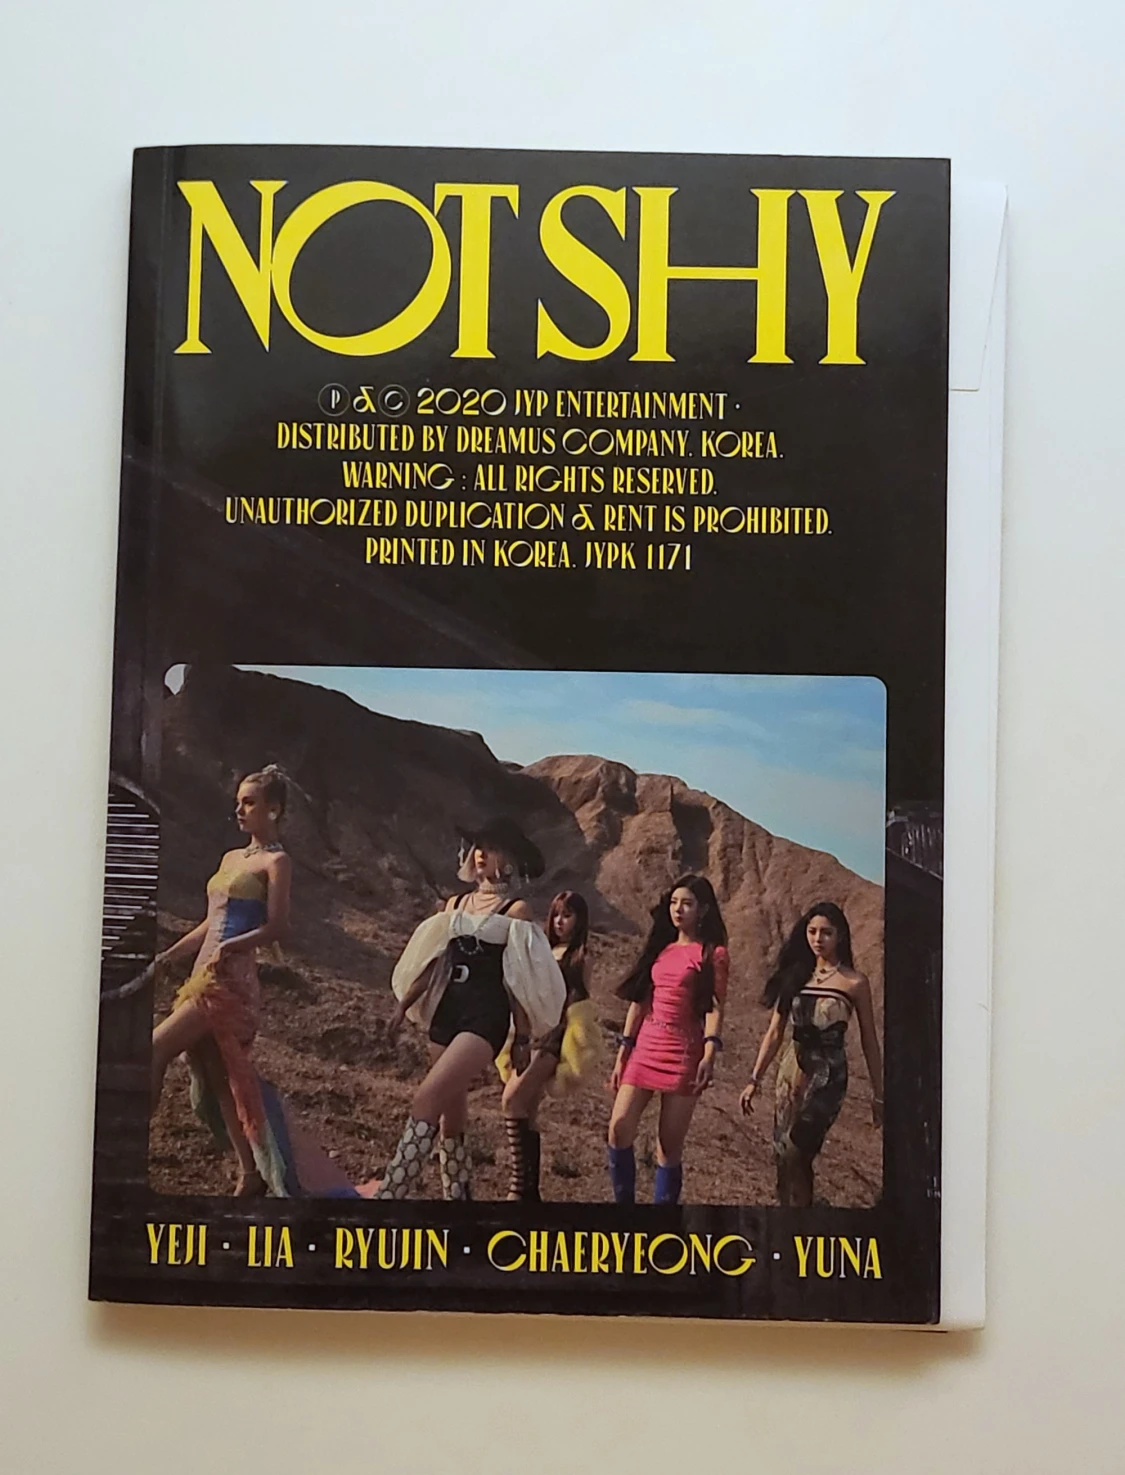 NOT SHY
Ⓟ & Ⓒ 2020 JYP ENTERTAINMENT ·
DISTRIBUTED BY DREAMUS COMPANY. KOREA.
WARNING : ALL RIGHTS RESERVED.
UNAUTHORIZED DUPLICATION & RENT IS PROHIBITED.
PRINTED IN KOREA. JYPK 1171
YEJI · LIA · RYUJIN · CHAERYEONG · YUNA